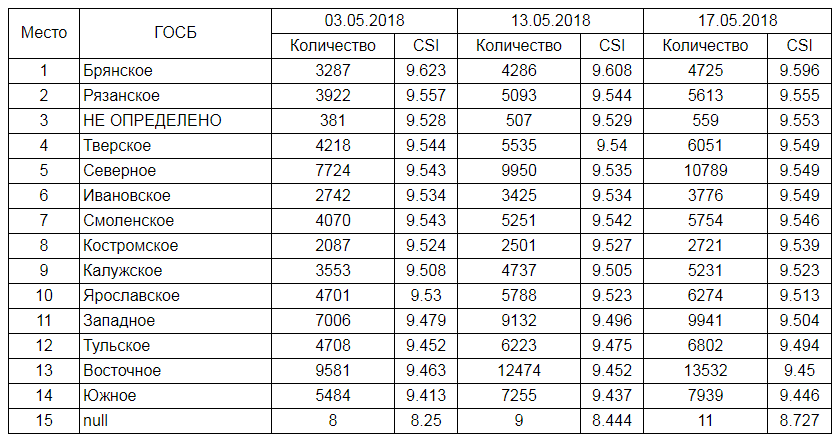 Место ГОСБ 03.05.2018 13.05.2018 17.05.2018
Количество CSI Количество CSI Количество CSI
1 Брянское 3287 9.623 4286 9.608 4725 9.596
2 Рязанское 3922 9.557 5093 9.544 5613 9.555
3 НЕ ОПРЕДЕЛЕНО 381 9.528 507 9.529 559 9.553
4 Тверское 4218 9.544 5535 9.54 6051 9.549
5 Северное 7724 9.543 9950 9.535 10789 9.549
6 Ивановское 2742 9.534 3425 9.534 3776 9.549
7 Смоленское 4070 9.543 5251 9.542 5754 9.546
8 Костромское 2087 9.524 2501 9.527 2721 9.539
9 Калужское 3553 9.508 4737 9.505 5231 9.523
10 Ярославское 4701 9.53 5788 9.523 6274 9.513
11 Западное 7006 9.479 9132 9.496 9941 9.504
12 Тульское 4708 9.452 6223 9.475 6802 9.494
13 Восточное 9581 9.463 12474 9.452 13532 9.45
14 Южное 5484 9.413 7255 9.437 7939 9.446
15 null 8 8.25 9 8.444 11 8.727